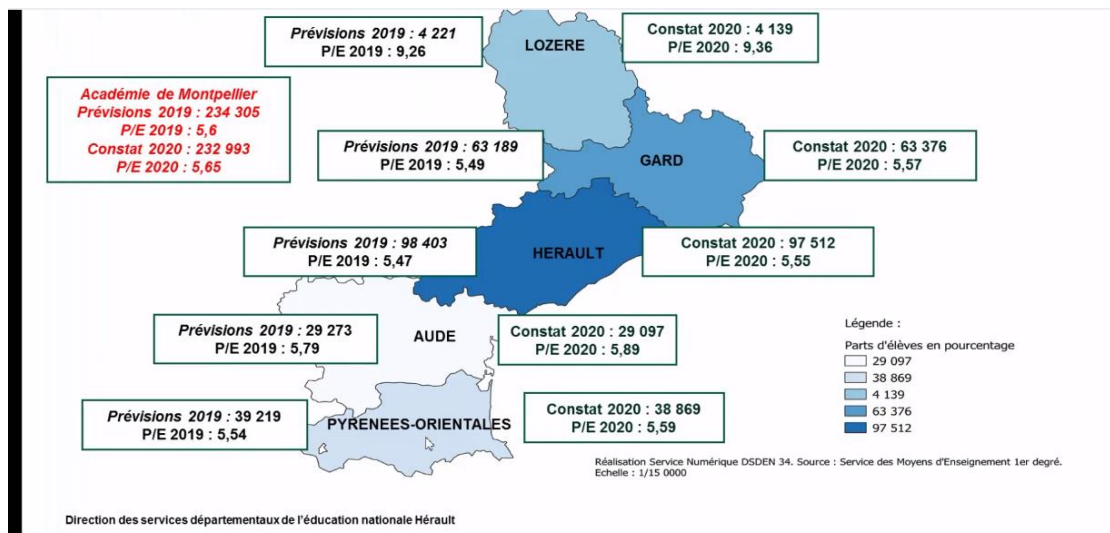 Prévisions 2019 : 4 221
P/E 2019 : 9,26
LOZERE
Constat 2020 : 4 139
P/E 2020 : 9,36
Académie de Montpellier
Prévisions 2019 : 234 305
P/E 2019 : 5,6
Constat 2020 : 232 993
P/E 2020 : 5,65
Prévisions 2019 : 63 189
P/E 2019 : 5,49
GARD
Constat 2020 : 63 376
P/E 2020 : 5,57
Prévisions 2019 : 98 403
P/E 2019 : 5,47
HERAULT
Constat 2020 : 97 512
P/E 2020 : 5,55
Prévisions 2019 : 29 273
P/E 2019 : 5,79
AUDE
Constat 2020 : 29 097
P/E 2020 : 5,89
Légende :
Parts d'élèves en pourcentage
29 097
38 869
4 139
63 376
97 512
Prévisions 2019 : 39 219
P/E 2019 : 5,54
PYRENEES-ORIENTALES
Constat 2020 : 38 869
P/E 2020 : 5,59
Réalisation Service Numérique DSDEN 34. Source : Service des Moyens d'Enseignement 1er degré.
Echelle : 1/15 0000
Direction des services départementaux de l'éducation nationale Hérault